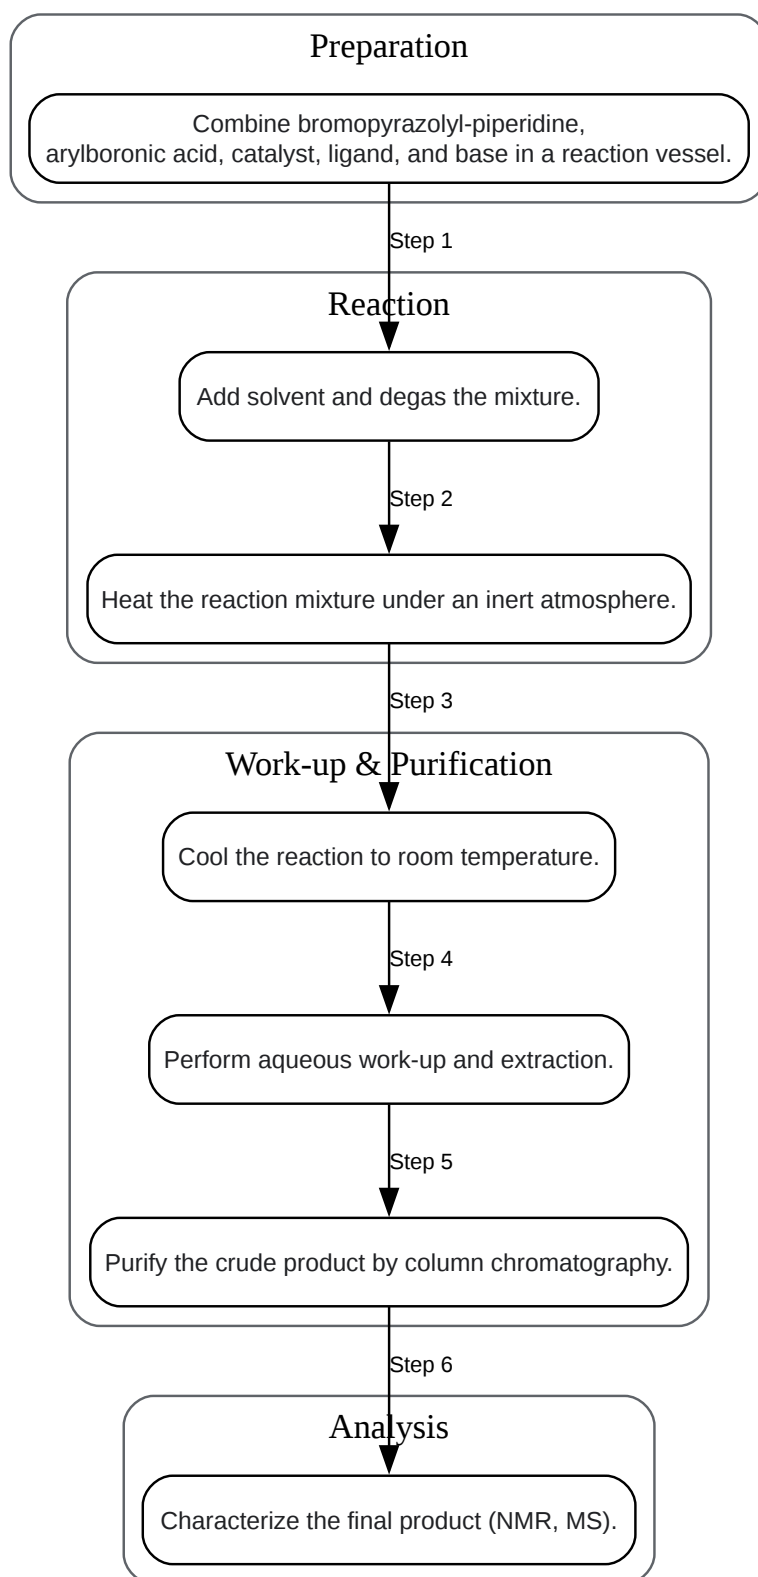 Preparation
Combine bromopyrazolyl-piperidine,
arylboronic acid, catalyst, ligand, and base in a reaction vessel.
Step 1
Reaction
Add solvent and degas the mixture.
Step 2
Heat the reaction mixture under an inert atmosphere.
Step 3
Work-up & Purification
Cool the reaction to room temperature.
Step 4
Perform aqueous work-up and extraction.
Step 5
Purify the crude product by column chromatography.
Step 6
Analysis
Characterize the final product (NMR, MS).